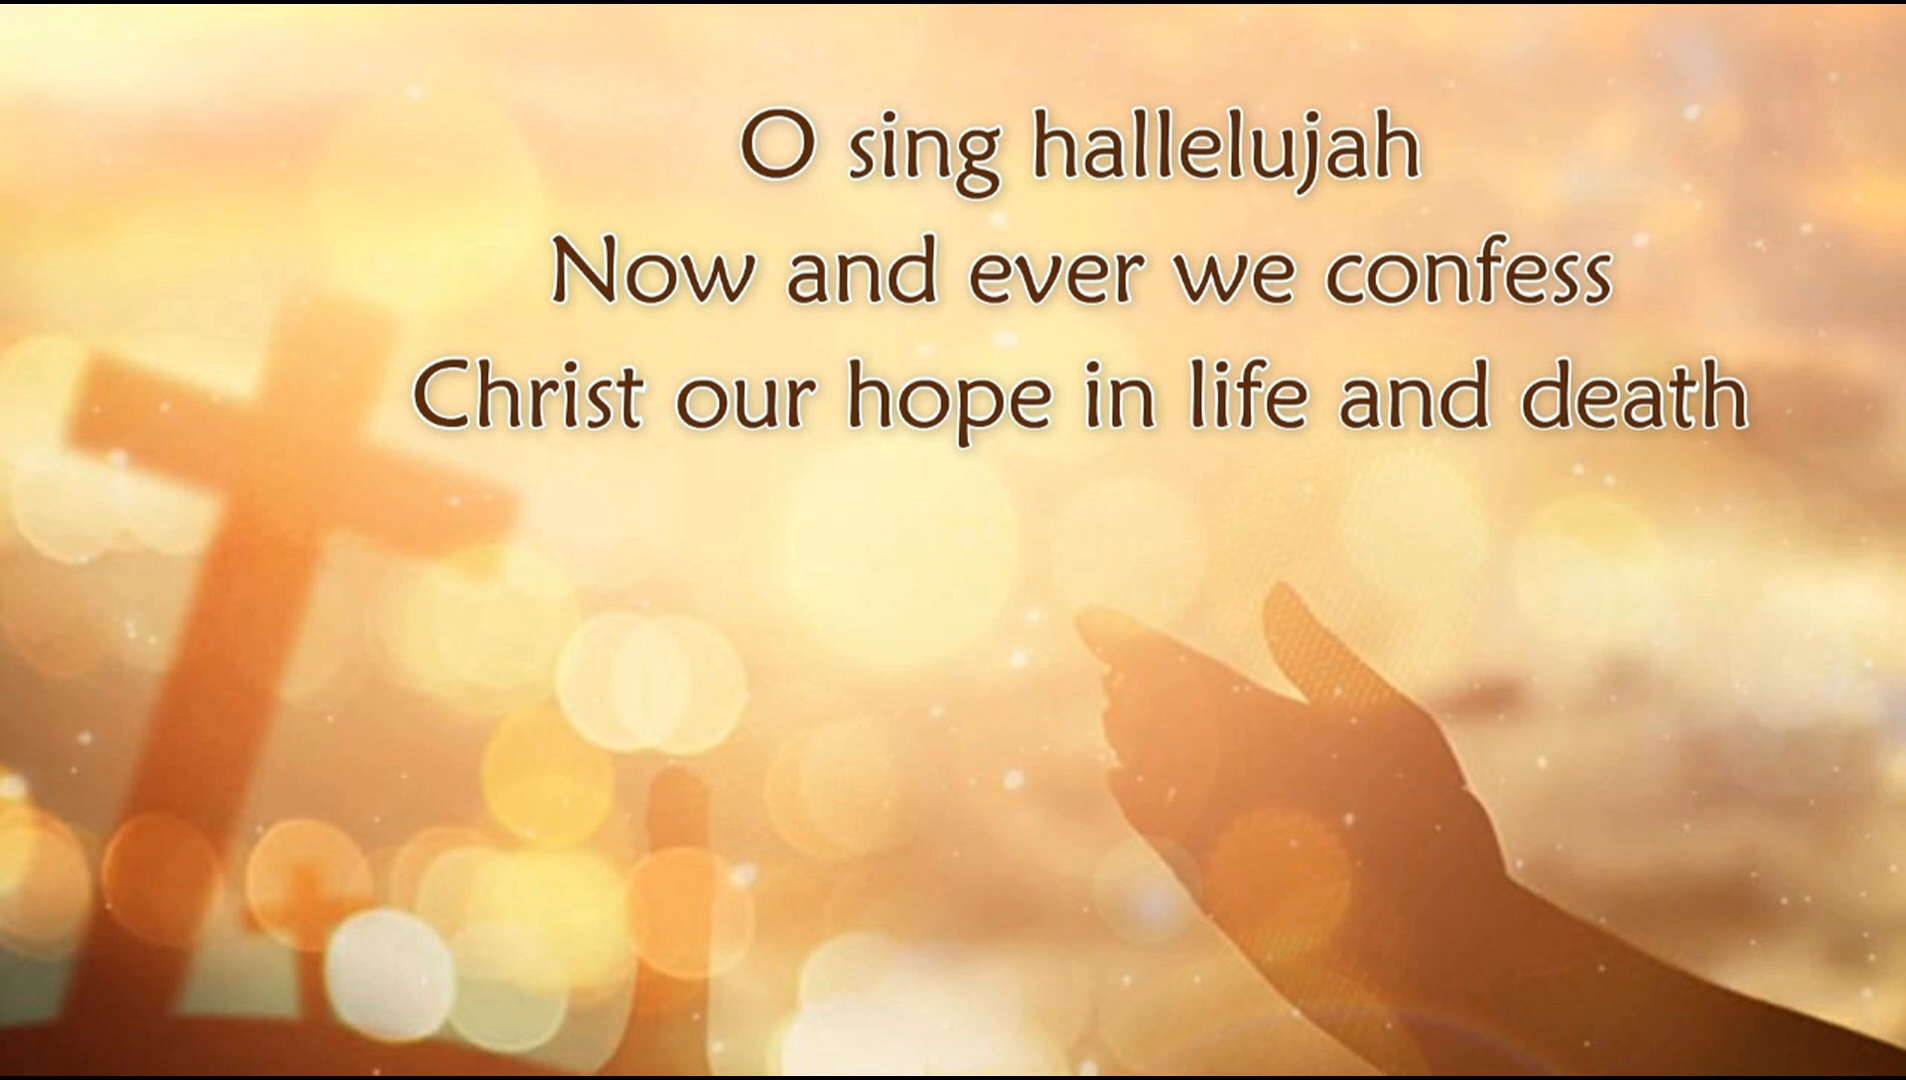 O sing hallelujah
Now and ever we confess
Christ our hope in life and death